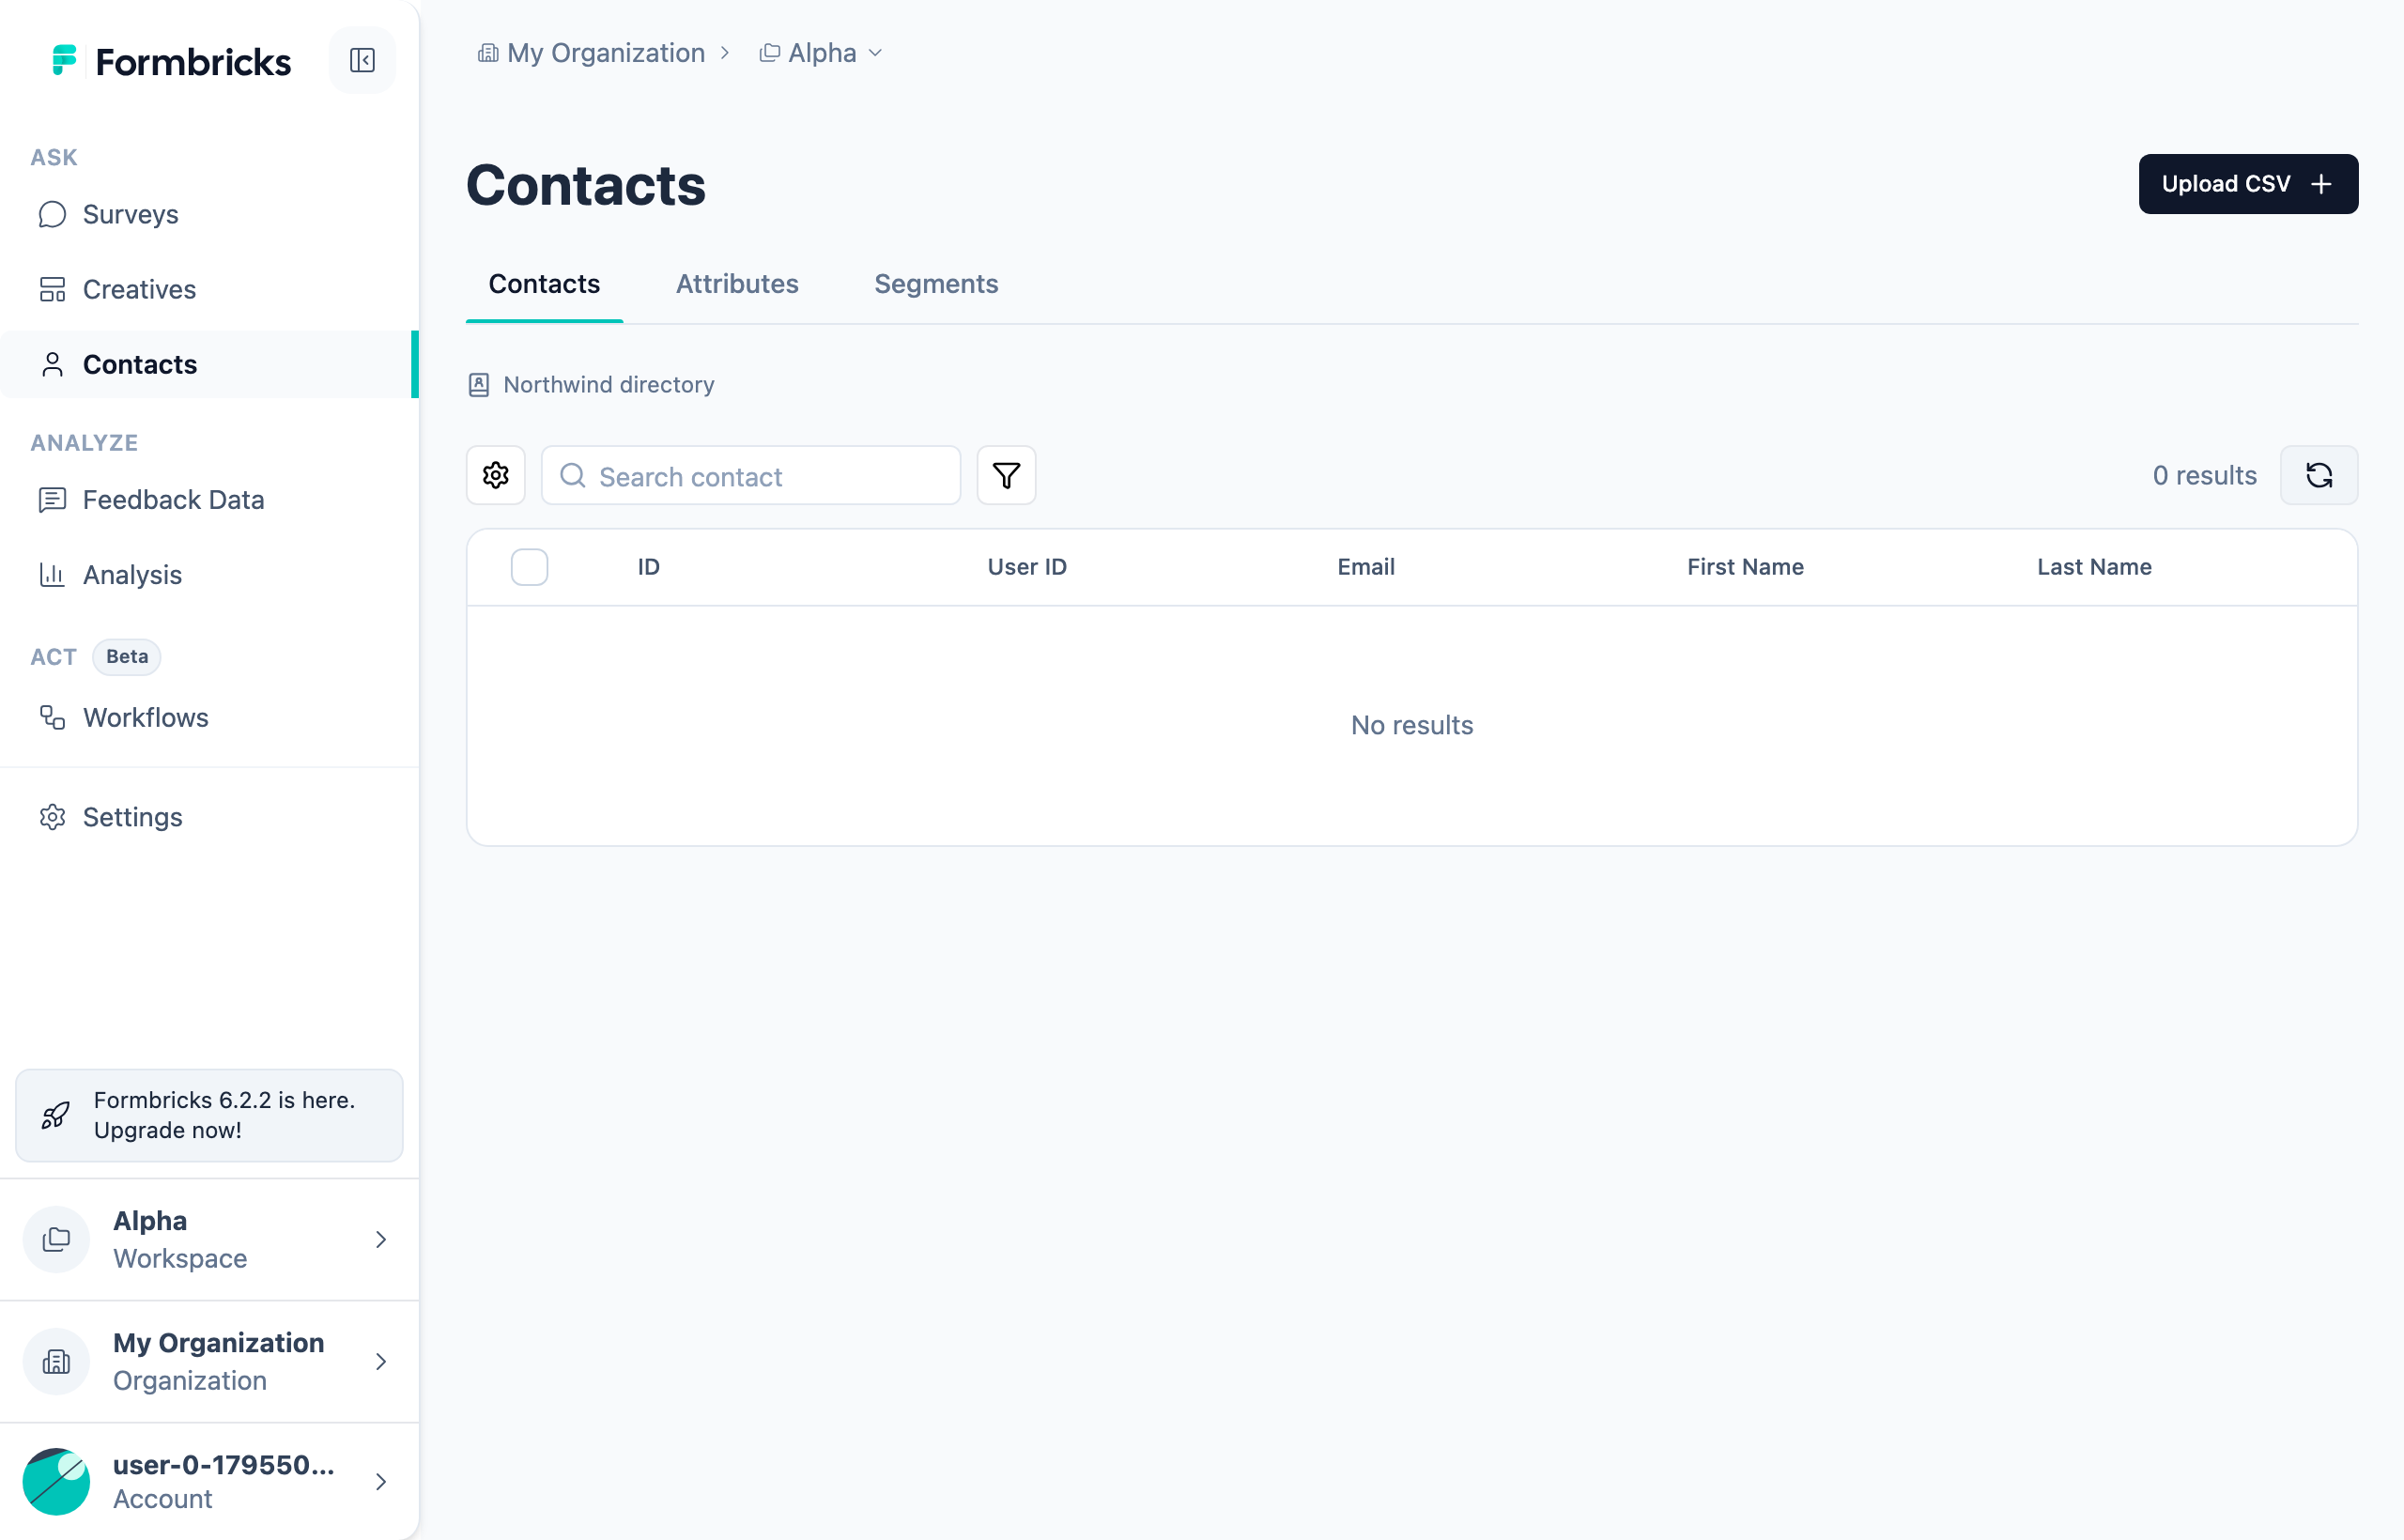 Formbricks
ASK
Surveys
Creatives
Contacts
ANALYZE
Feedback Data
Analysis
ACT Beta
Workflows
Settings
Formbricks 6.2.2 is here.
Upgrade now!
Alpha
Workspace
My Organization
Organization
user-0-179550...
Account
My Organization Alpha
Contacts
Upload CSV
Contacts Attributes Segments
Northwind directory
Search contact
0 results
ID User ID Email First Name Last Name
No results